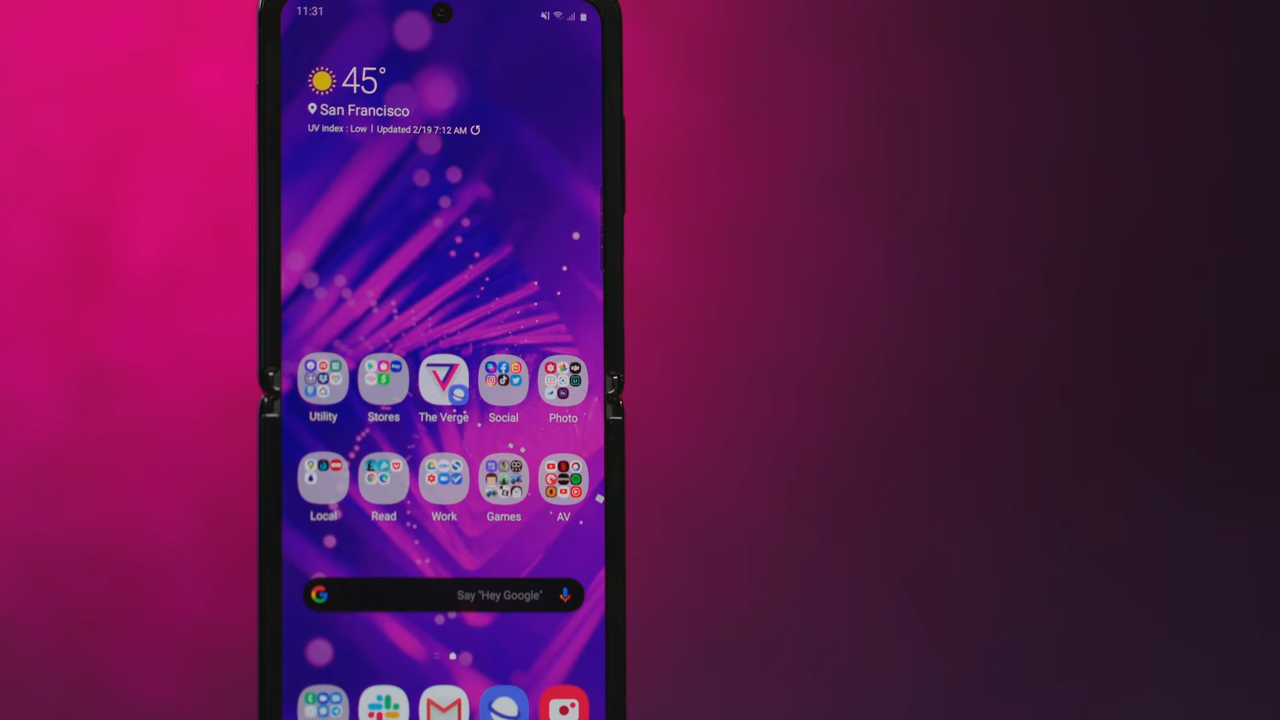 11:31
45°
San Francisco
UV index : Low | Updated 2/19 7:12 AM
Utility
Stores
The Verge
Social
Photo
Local
Read
Work
Games
AV
Say "Hey Google"